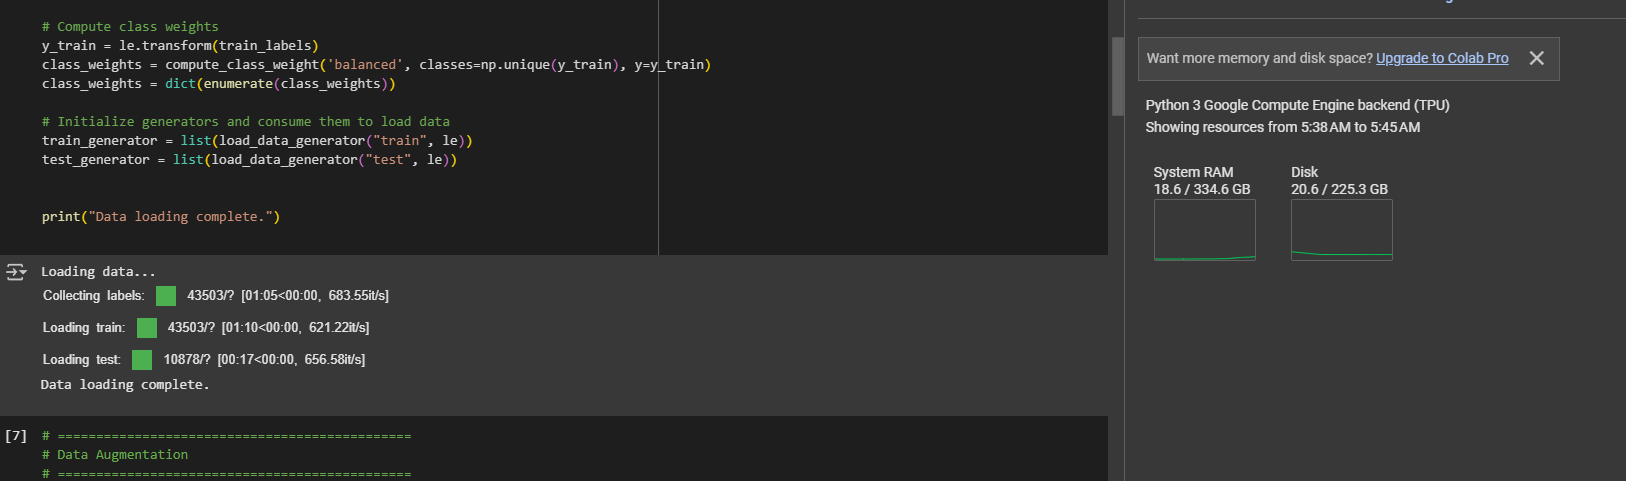 # Compute class weights
y_train = le.transform(train_labels)
class_weights = compute_class_weight('balanced', classes=np.unique(y_train), y=y_train)
class_weights = dict(enumerate(class_weights))
# Initialize generators and consume them to load data
train_generator = list(load_data_generator("train", le))
test_generator = list(load_data_generator("test", le))
print("Data loading complete.")
Loading data...
Collecting labels: 43503/? [01:05<00:00, 683.55it/s]
Loading train: 43503/? [01:10<00:00, 621.22it/s]
Loading test: 10878/? [00:17<00:00, 656.58it/s]
Data loading complete.
[7] # ==============================================
# Data Augmentation
# ==============================================
Want more memory and disk space? Upgrade to Colab Pro
Python 3 Google Compute Engine backend (TPU)
Showing resources from 5:38 AM to 5:45 AM
System RAM
18.6 / 334.6 GB
Disk
20.6 / 225.3 GB